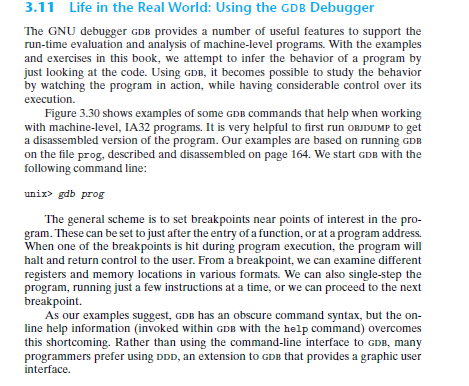 3.11 Life in the Real World: Using the GDB Debugger
The GNU debugger GDB provides a number of useful features to support the
run-time evaluation and analysis of machine-level programs. With the examples
and exercises in this book, we attempt to infer the behavior of a program by
just looking at the code. Using GDB, it becomes possible to study the behavior
by watching the program in action, while having considerable control over its
execution.
Figure 3.30 shows examples of some GDB commands that help when working
with machine-level, IA32 programs. It is very helpful to first run OBJDUMP to get
a disassembled version of the program. Our examples are based on running GDB
on the file prog, described and disassembled on page 164. We start GDB with the
following command line:
unix> gdb prog
The general scheme is to set breakpoints near points of interest in the pro-
gram. These can be set to just after the entry of a function, or at a program address.
When one of the breakpoints is hit during program execution, the program will
halt and return control to the user. From a breakpoint, we can examine different
registers and memory locations in various formats. We can also single-step the
program, running just a few instructions at a time, or we can proceed to the next
breakpoint.
As our examples suggest, GDB has an obscure command syntax, but the on-
line help information (invoked within GDB with the help command) overcomes
this shortcoming. Rather than using the command-line interface to GDB, many
programmers prefer using DDD, an extension to GDB that provides a graphic user
interface.